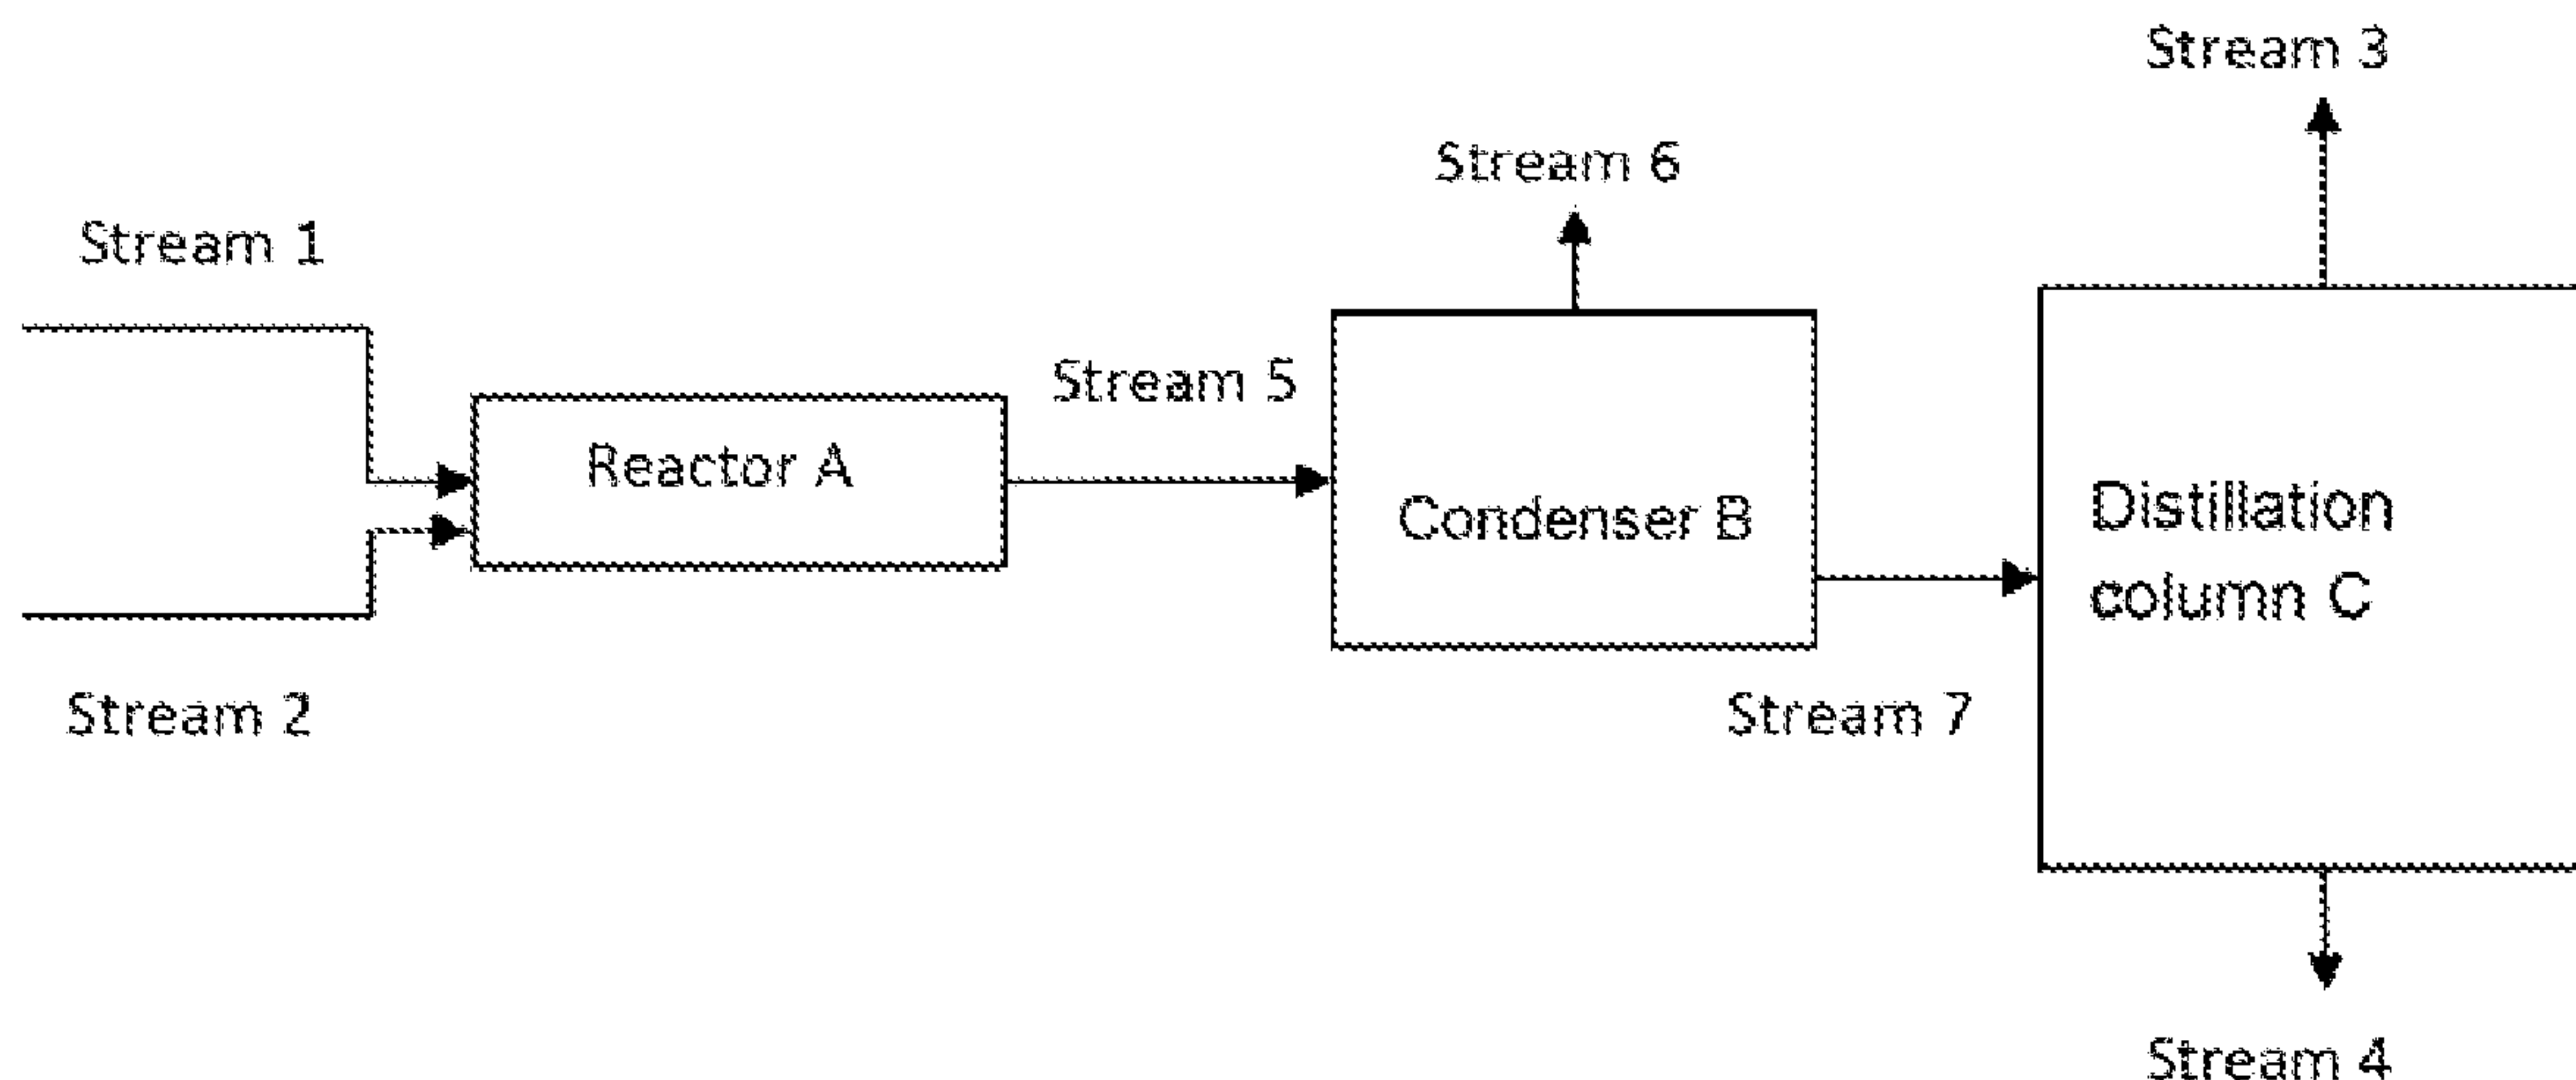 Stream 3
Stream 6
Stream 1
Stream 5
Reactor A
Condenser B
Distillation
column C
Stream 2
Stream 7
Stream 4